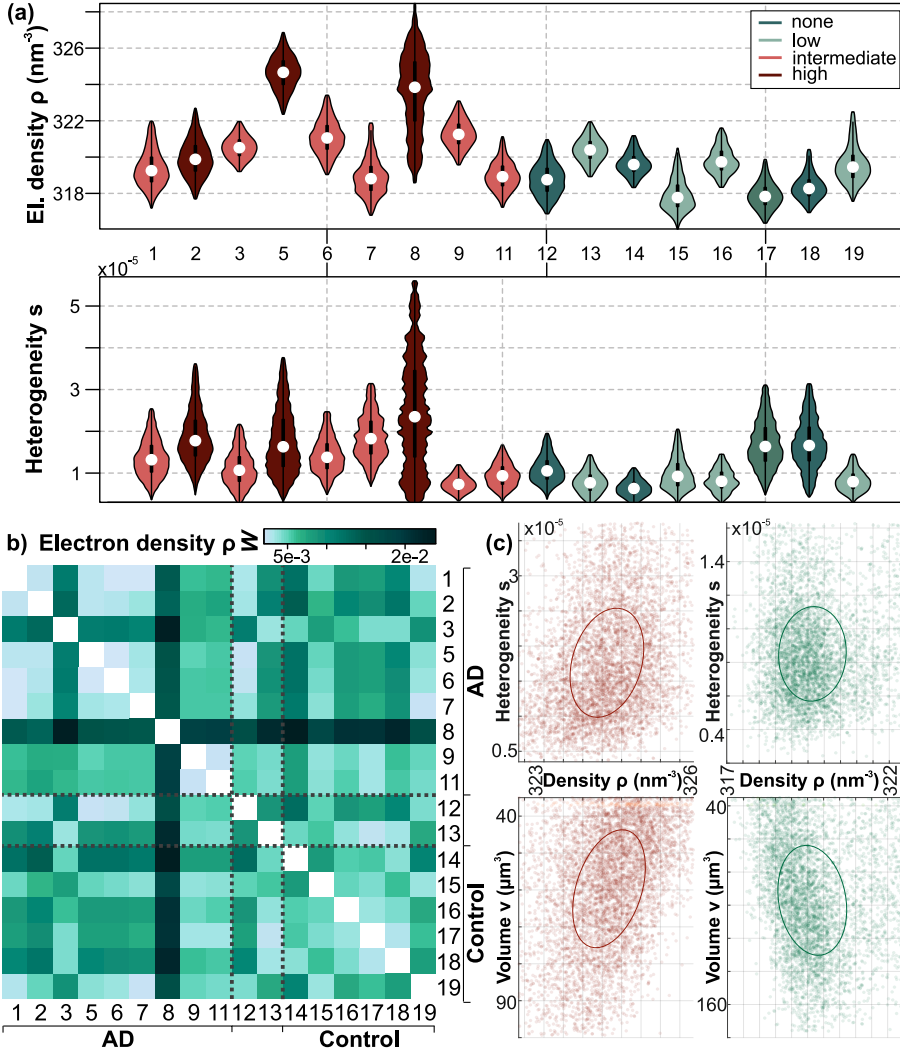 (a)
El. density ρ (nm⁻³)
326
322
318
none
low
intermediate
high
1 2 3 5 6 7 8 9 11 12 13 14 15 16 17 18 19
x10⁻⁵
Heterogeneity s
5
3
1
b) Electron density ρ W
5e-3 2e-2
1
2
3
5
6
7
8
9
11
12
13
14
15
16
17
18
19
AD
Control
1 2 3 5 6 7 8 9 11 12 13 14 15 16 17 18 19
AD Control
(c)
x10⁻⁵
Heterogeneity s
3
0.5
323 326
Density ρ (nm⁻³)
x10⁻⁵
Heterogeneity s
1.4
0.4
317 322
Density ρ (nm⁻³)
Volume v (μm³)
40
90
Volume v (μm³)
40
160